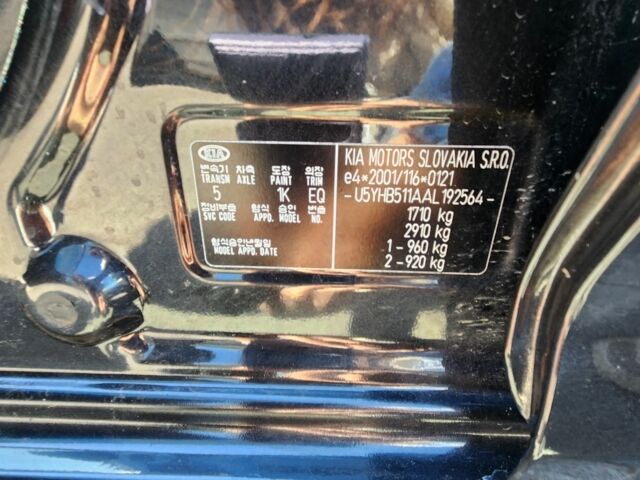 KIA
변속기 차축 도장 의장
TRANSM AXLE PAINT TRIM
5 1K EQ
정비부호 형식 승인 번호
SVC CODE APPD. MODEL NO.
형식승인년월일
MODEL APPD. DATE
KIA MOTORS SLOVAKIA S.R.O.
e4*2001/116*0121
-U5YHB511AAL192564-
1710 kg
2910 kg
1-960 kg
2-920 kg